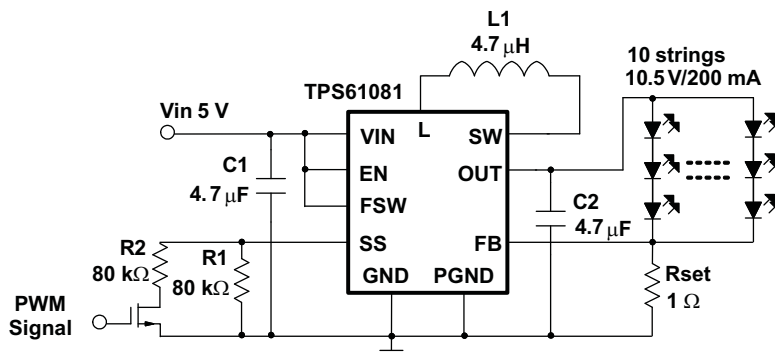 L1
4.7 μH
10 strings
10.5 V/200 mA
TPS61081
Vin 5 V
L
VIN
SW
EN
OUT
C1
4.7 μF
FSW
C2
4.7 μF
SS
FB
R2
80 kΩ
R1
80 kΩ
GND
PGND
Rset
1 Ω
PWM
Signal